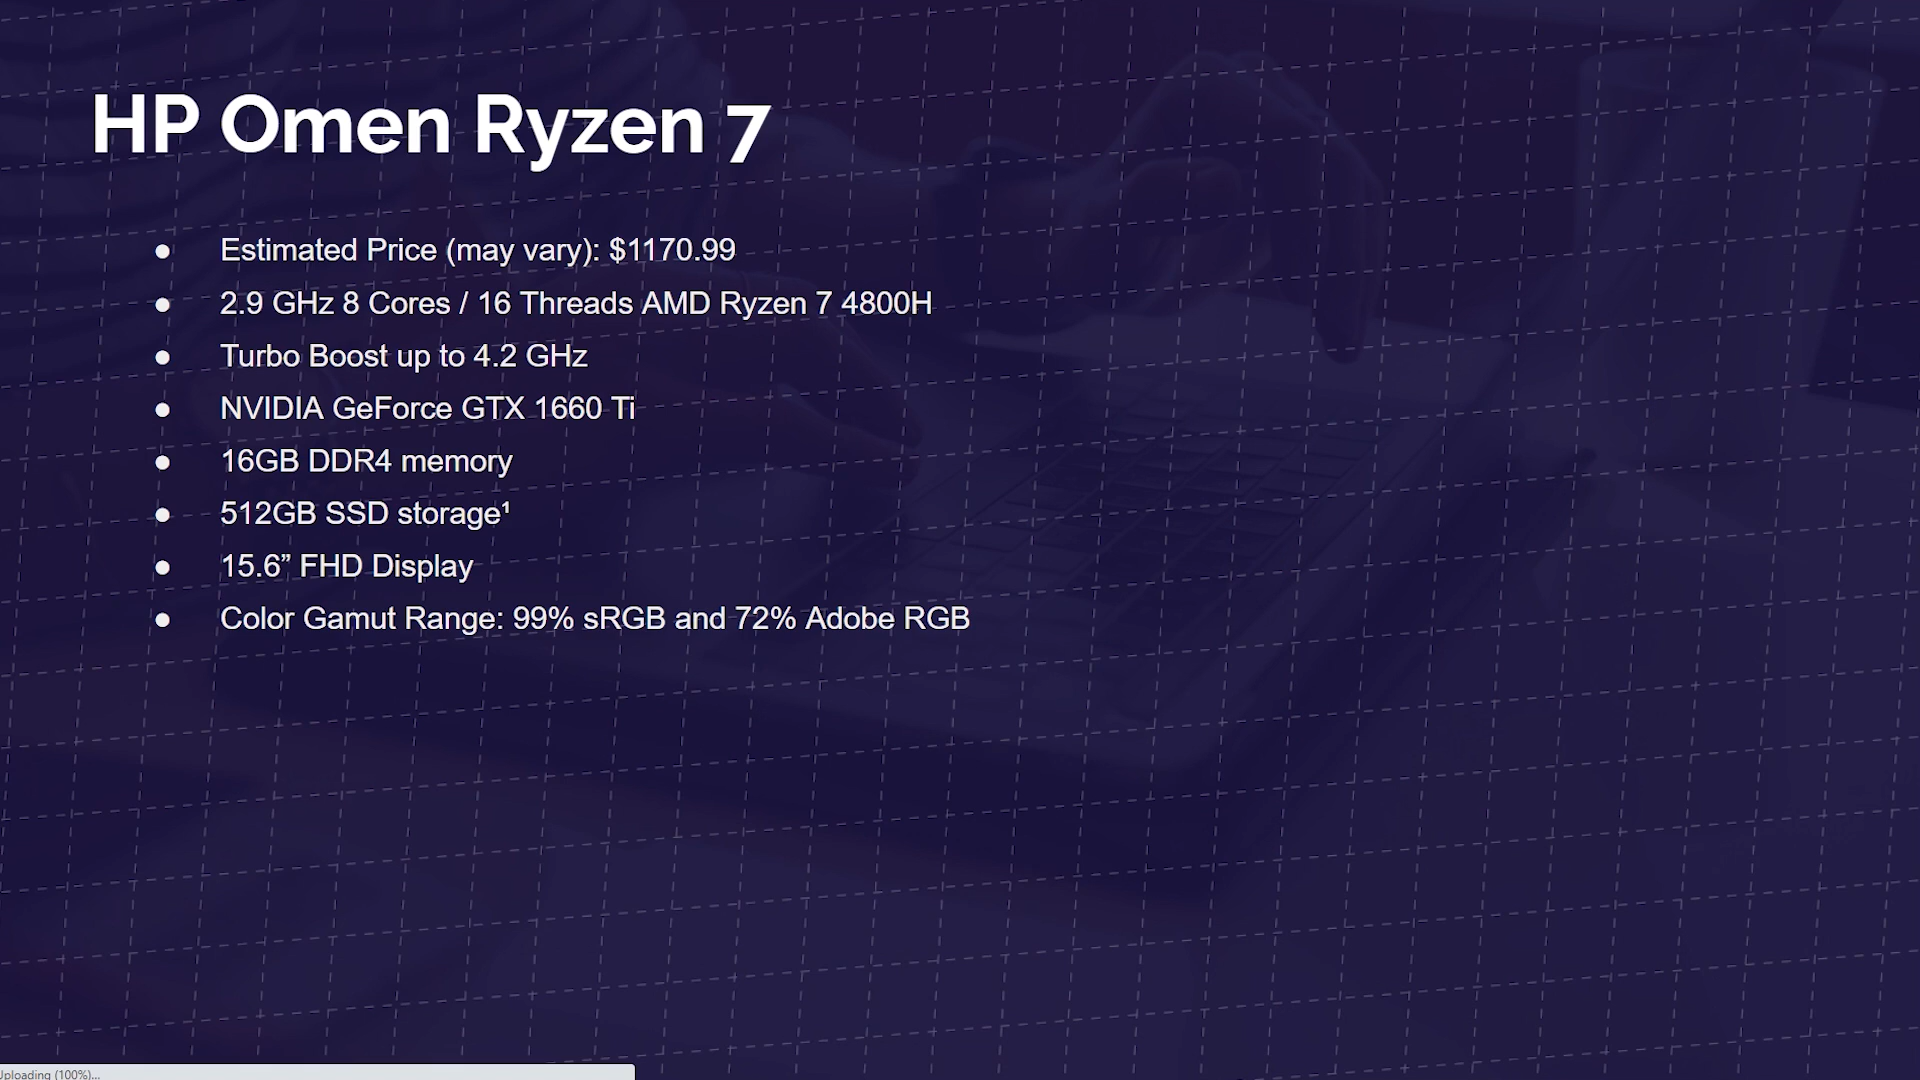 HP Omen Ryzen 7
● Estimated Price (may vary): $1170.99
● 2.9 GHz 8 Cores / 16 Threads AMD Ryzen 7 4800H
● Turbo Boost up to 4.2 GHz
● NVIDIA GeForce GTX 1660 Ti
● 16GB DDR4 memory
● 512GB SSD storage¹
● 15.6” FHD Display
● Color Gamut Range: 99% sRGB and 72% Adobe RGB
Uploading (100%)...